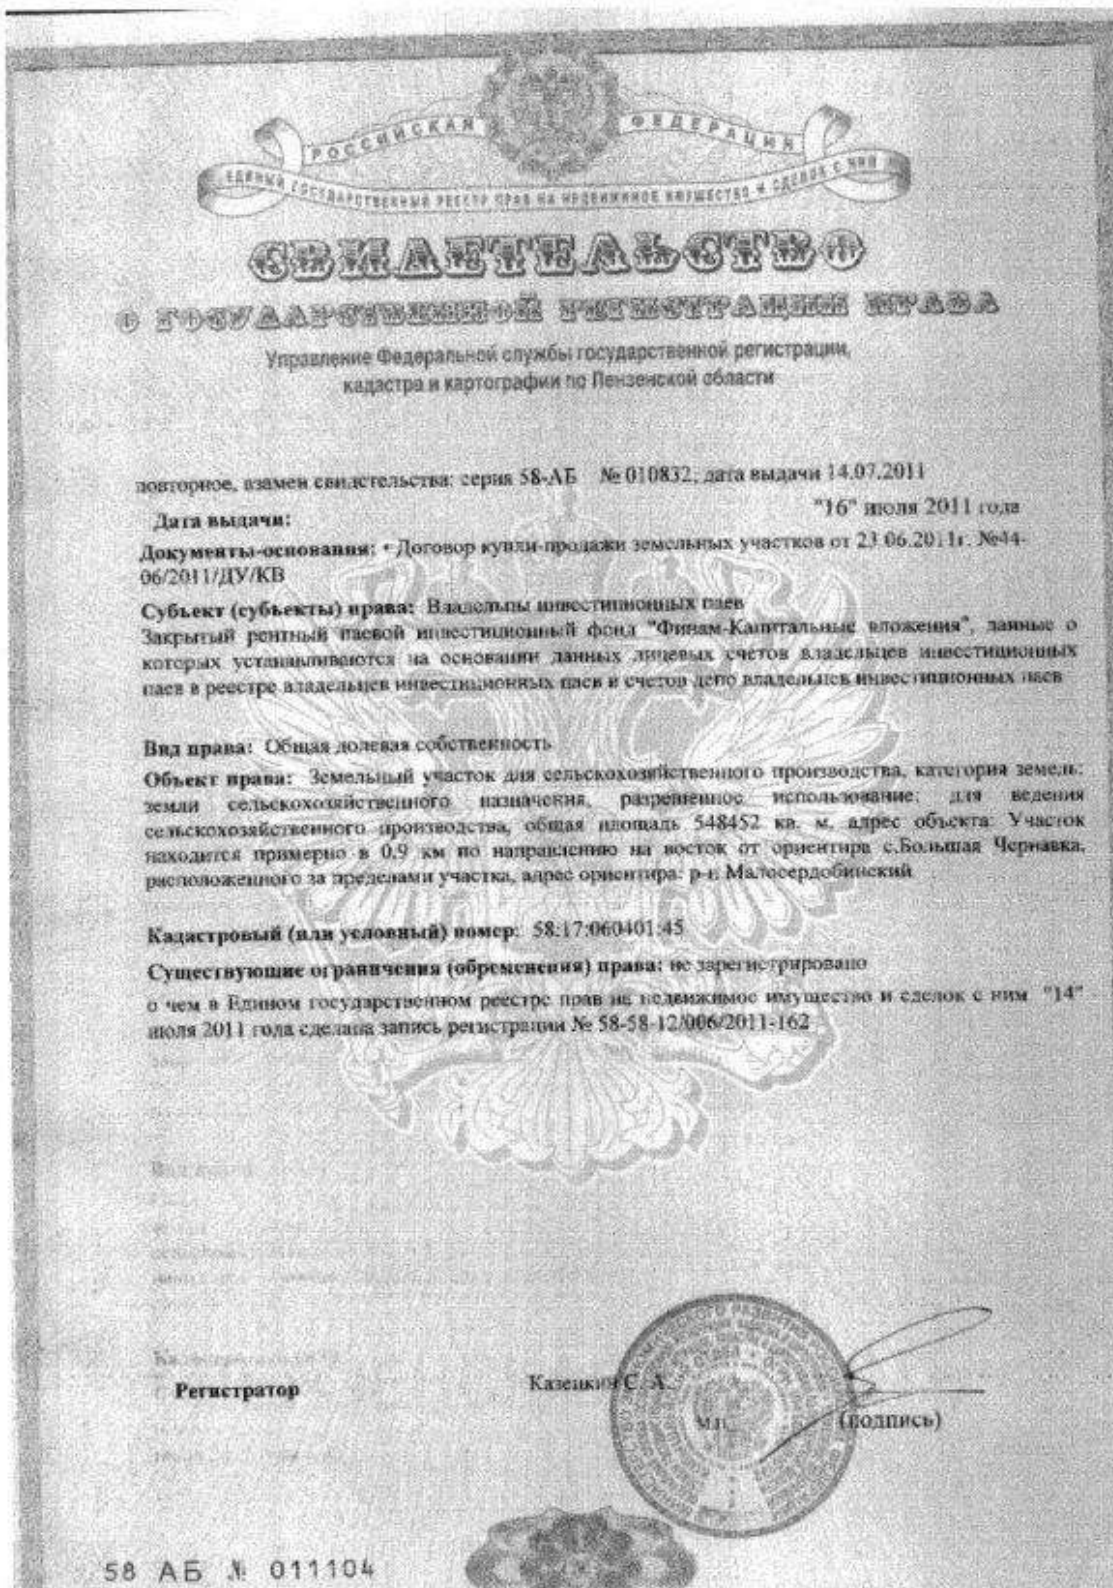 РОССИЙСКАЯ ФЕДЕРАЦИЯ
ЕДИНЫЙ ГОСУДАРСТВЕННЫЙ РЕЕСТР ПРАВ НА НЕДВИЖИМОЕ ИМУЩЕСТВО И СДЕЛОК С НИМ
СВИДЕТЕЛЬСТВО
О ГОСУДАРСТВЕННОЙ РЕГИСТРАЦИИ ПРАВА
Управление Федеральной службы государственной регистрации,
кадастра и картографии по Пензенской области
повторное, взамен свидетельства: серия 58-АБ № 010832, дата выдачи 14.07.2011
"16" июля 2011 года
Дата выдачи:
Документы-основания: • Договор купли-продажи земельных участков от 23.06.2011г. №44-
06/2011/ДУ/КВ
Субъект (субъекты) права: Владельцы инвестиционных паев
Закрытый рентный паевой инвестиционный фонд "Финам-Капитальные вложения", данные о
которых устанавливаются на основании данных лицевых счетов владельцев инвестиционных
паев в реестре владельцев инвестиционных паев и счетов депо владельцев инвестиционных паев
Вид права: Общая долевая собственность
Объект права: Земельный участок для сельскохозяйственного производства, категория земель:
земли сельскохозяйственного назначения, разрешенное использование: для ведения
сельскохозяйственного производства, общая площадь 548452 кв. м, адрес объекта: Участок
находится примерно в 0,9 км по направлению на восток от ориентира с.Большая Чернавка,
расположенного за пределами участка, адрес ориентира: р-н Малосердобинский
Кадастровый (или условный) номер: 58:17:060401:45
Существующие ограничения (обременения) права: не зарегистрировано
о чем в Едином государственном реестре прав на недвижимое имущество и сделок с ним "14"
июля 2011 года сделана запись регистрации № 58-58-12/006/2011-162
Регистратор
Казенкин С. А.
М.П.
(подпись)
58 АБ № 011104